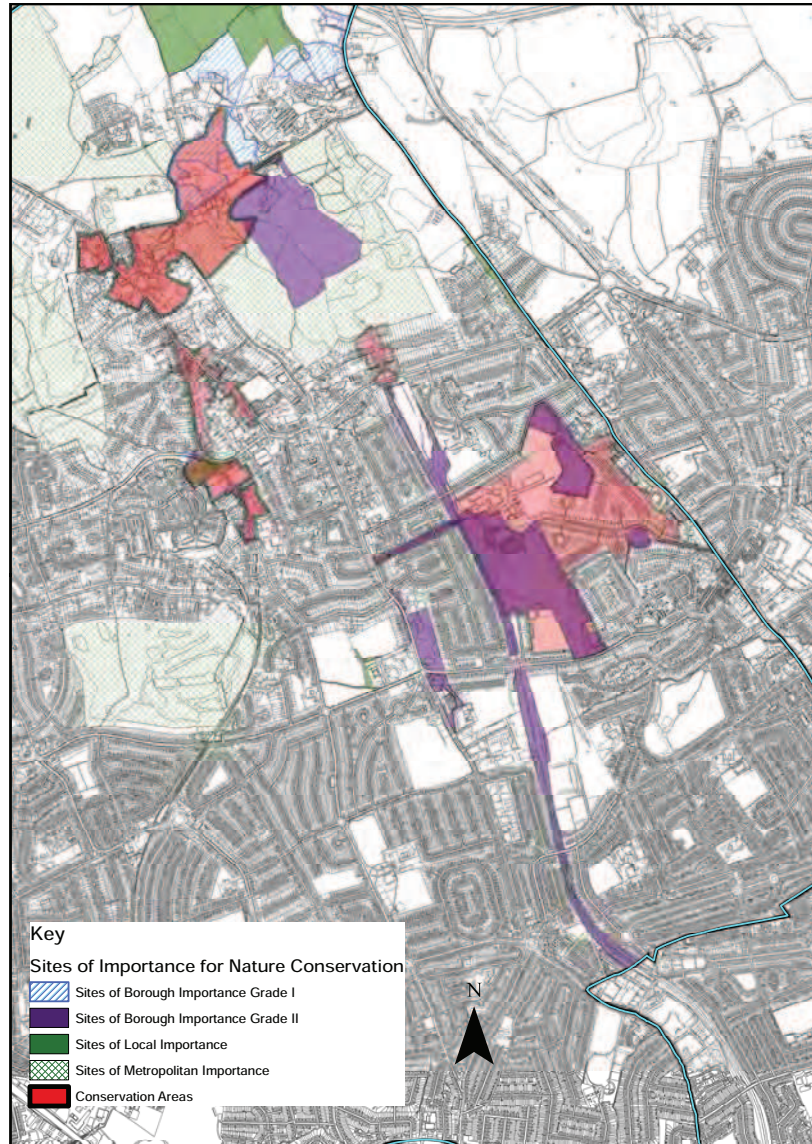 Key
Sites of Importance for Nature Conservation
Sites of Borough Importance Grade I
Sites of Borough Importance Grade II
Sites of Local Importance
Sites of Metropolitan Importance
Conservation Areas
N